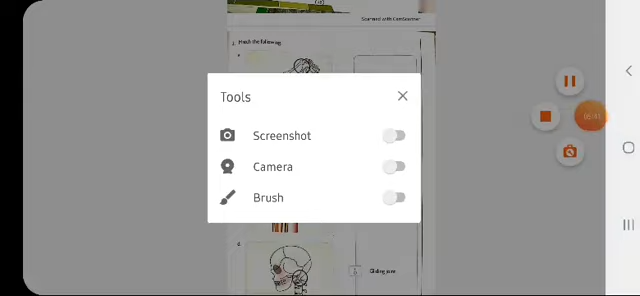 Scanned with CamScanner
Match the following
Tools
Screenshot
Camera
Brush
Gliding joint